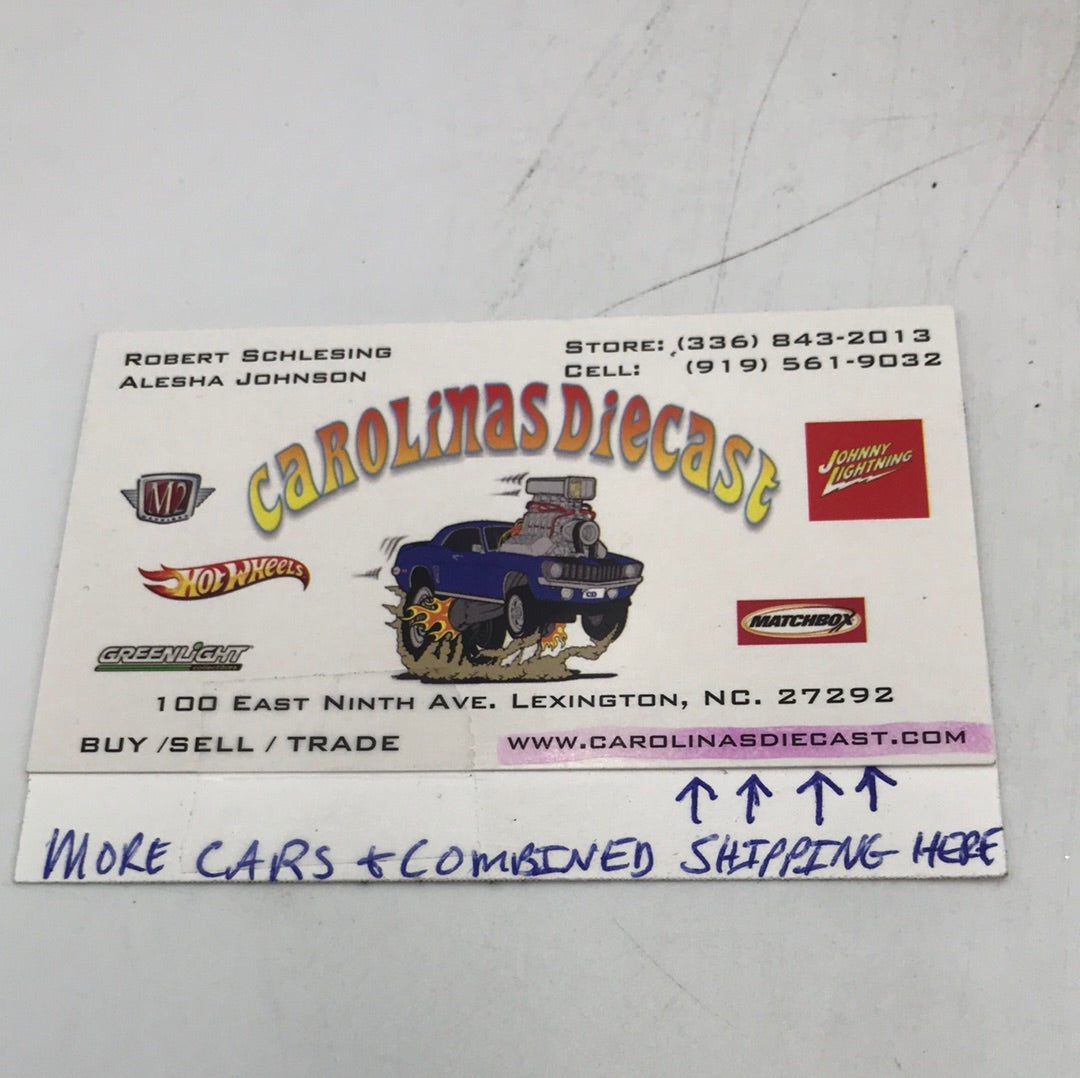 ROBERT SCHLESING
ALESHA JOHNSON
STORE: (336) 843-2013
CELL: (919) 561-9032
CAROLINAS DIECAST
M2
JOHNNY
LIGHTNING
HOT WHEELS
MATCHBOX
GREENLIGHT
collectibles
100 EAST NINTH AVE. LEXINGTON, NC. 27292
BUY /SELL / TRADE
WWW.CAROLINASDIECAST.COM
↑ ↑ ↑ ↑
MORE CARS + COMBINED SHIPPING HERE